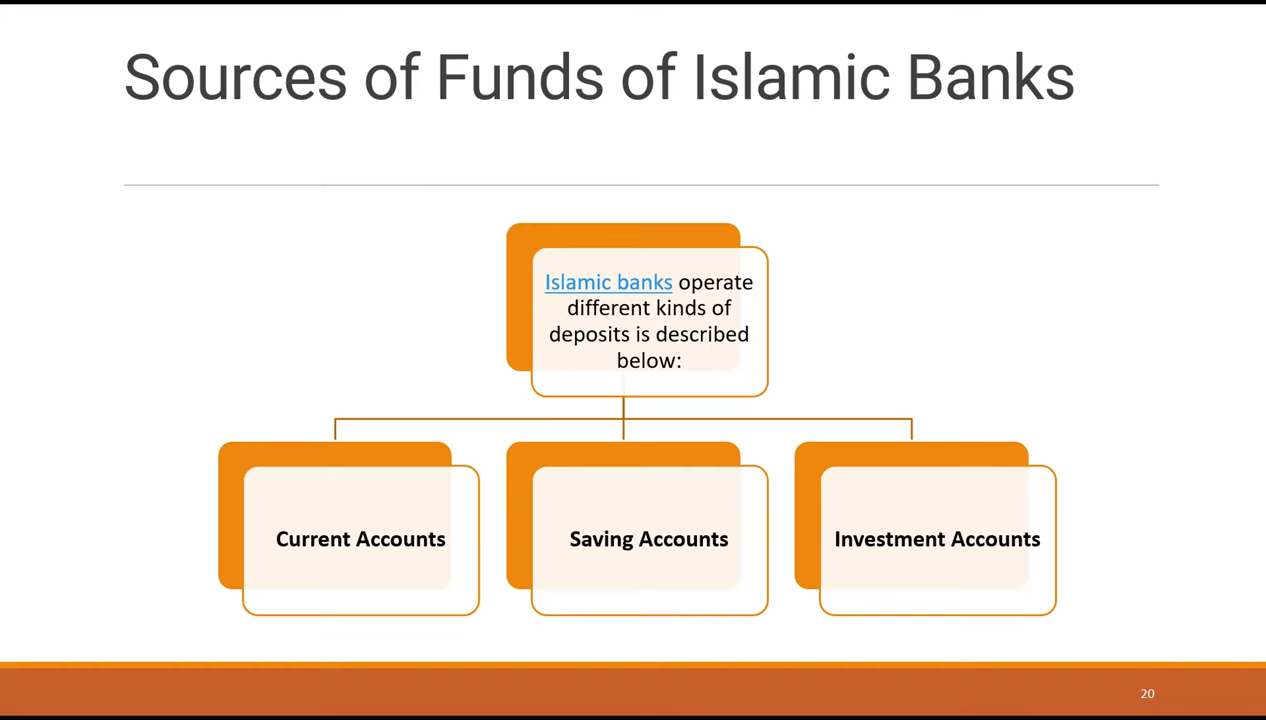 Sources of Funds of Islamic Banks
Islamic banks operate
different kinds of
deposits is described
below:
Current Accounts
Saving Accounts
Investment Accounts
20